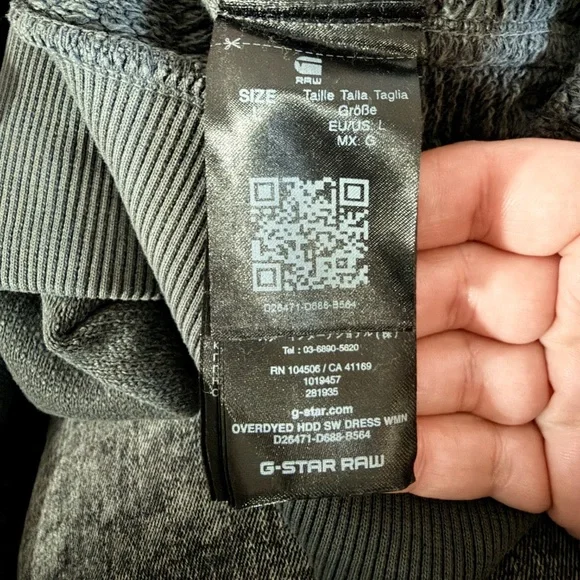 RAW
SIZE Taille Talla Taglia
Größe
EU/US: L
MX: G
D26471-D688-B564
Tel : 03-6890-5620
RN 104506 / CA 41169
1019457
281935
g-star.com
OVERDYED HDD SW DRESS WMN
D26471-D688-B564
G-STAR RAW